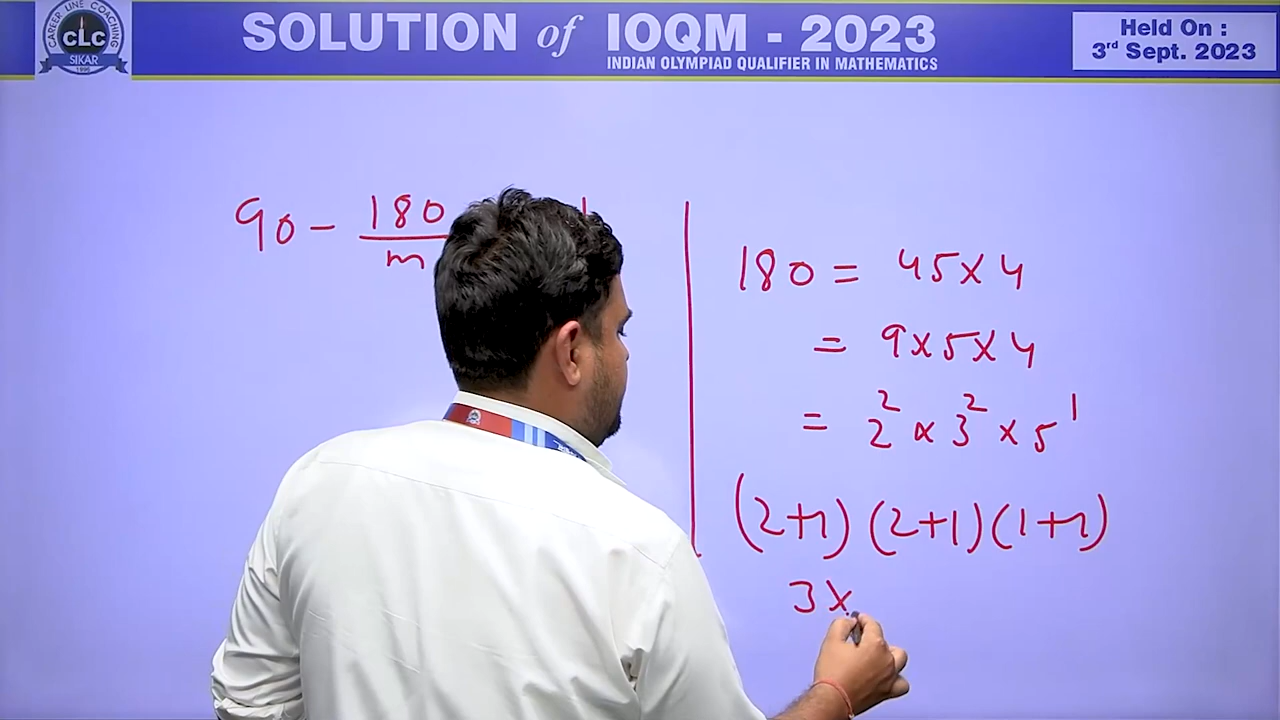 CAREER LINE COACHING
CLC
SIKAR
1996
SOLUTION of IOQM - 2023
INDIAN OLYMPIAD QUALIFIER IN MATHEMATICS
Held On :
3rd Sept. 2023
90 - 180
m
180 = 45 x 4
= 9 x 5 x 4
= 2² x 3² x 5¹
(2+1) (2+1) (1+1)
3 x